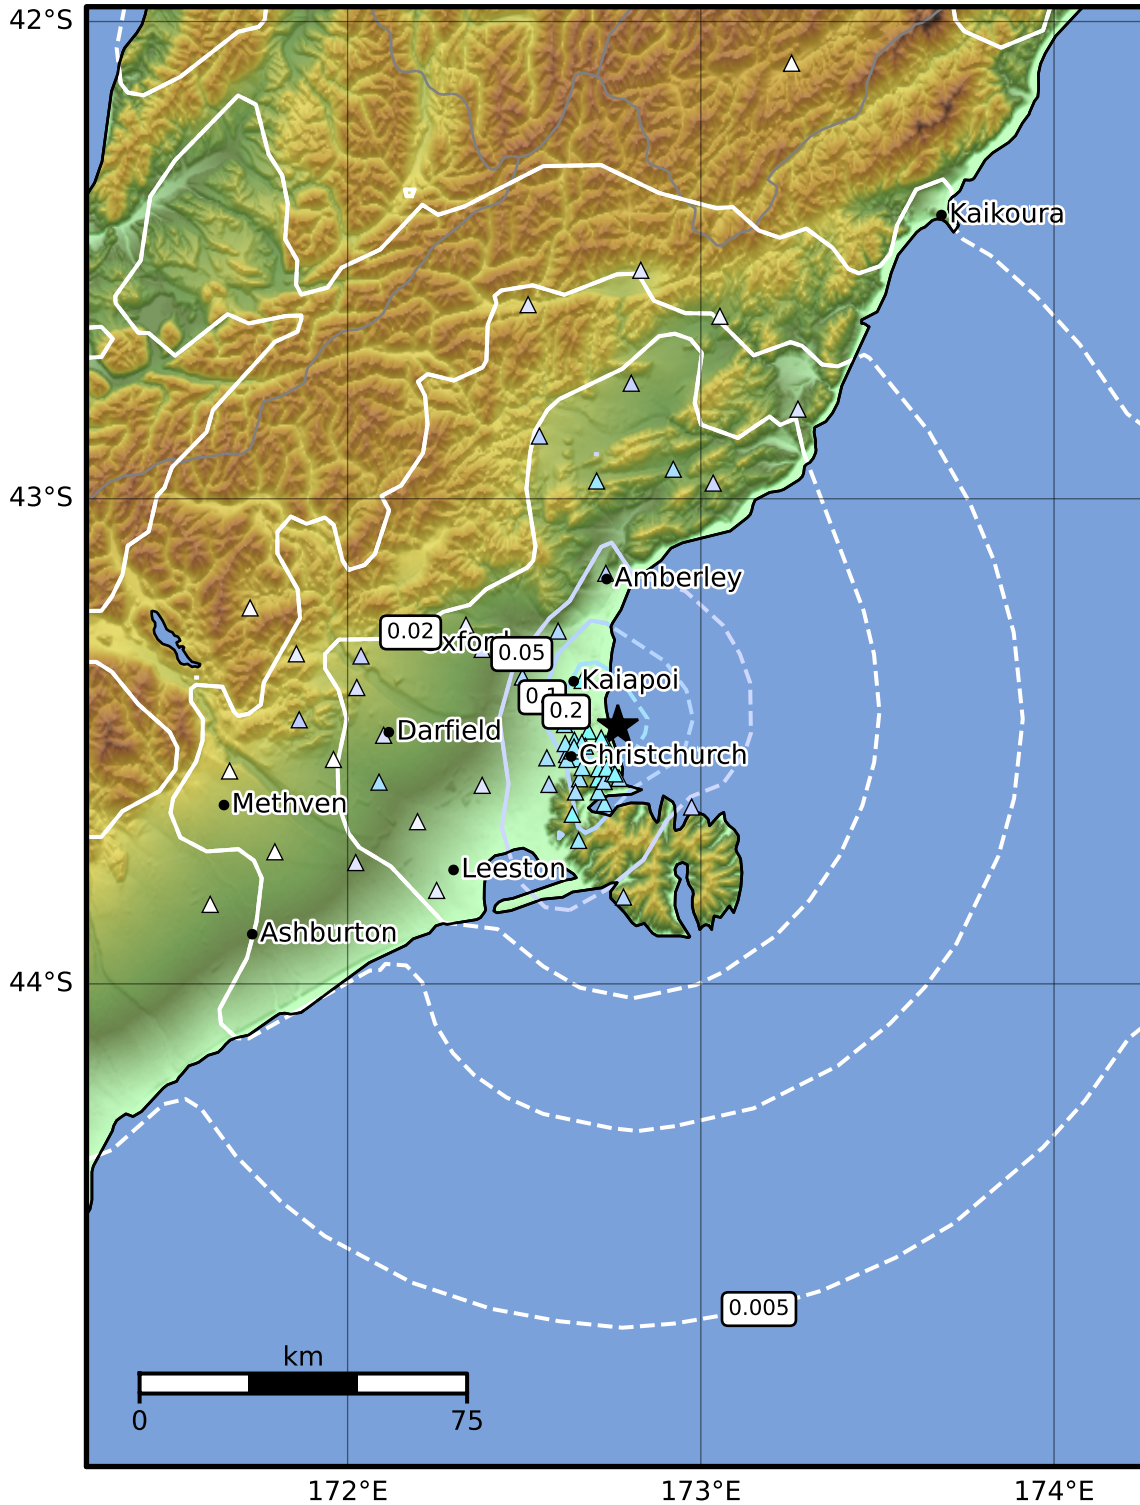 42°S
Kaikoura
43°S
Amberley
0.02
0.05
Kaiapoi
0.2
Darfield
Christchurch
Methven
Leeston
Ashburton
44°S
0.005
km
0
75
172°E
173°E
174°E